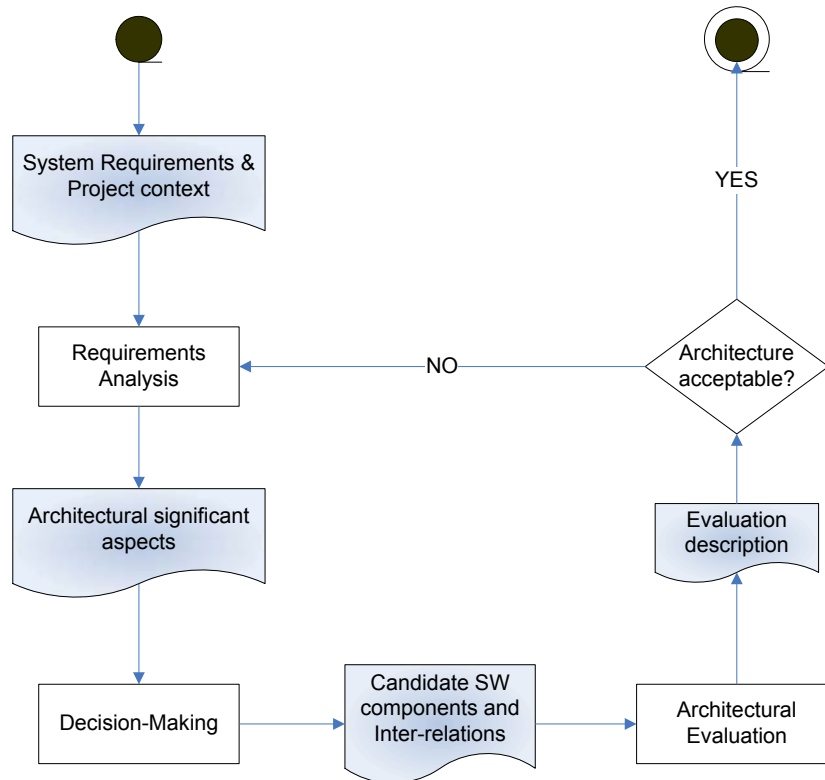 System Requirements &
Project context
YES
Requirements
Analysis
NO
Architecture
acceptable?
Architectural significant
aspects
Evaluation
description
Decision-Making
Candidate SW
components and
Inter-relations
Architectural
Evaluation